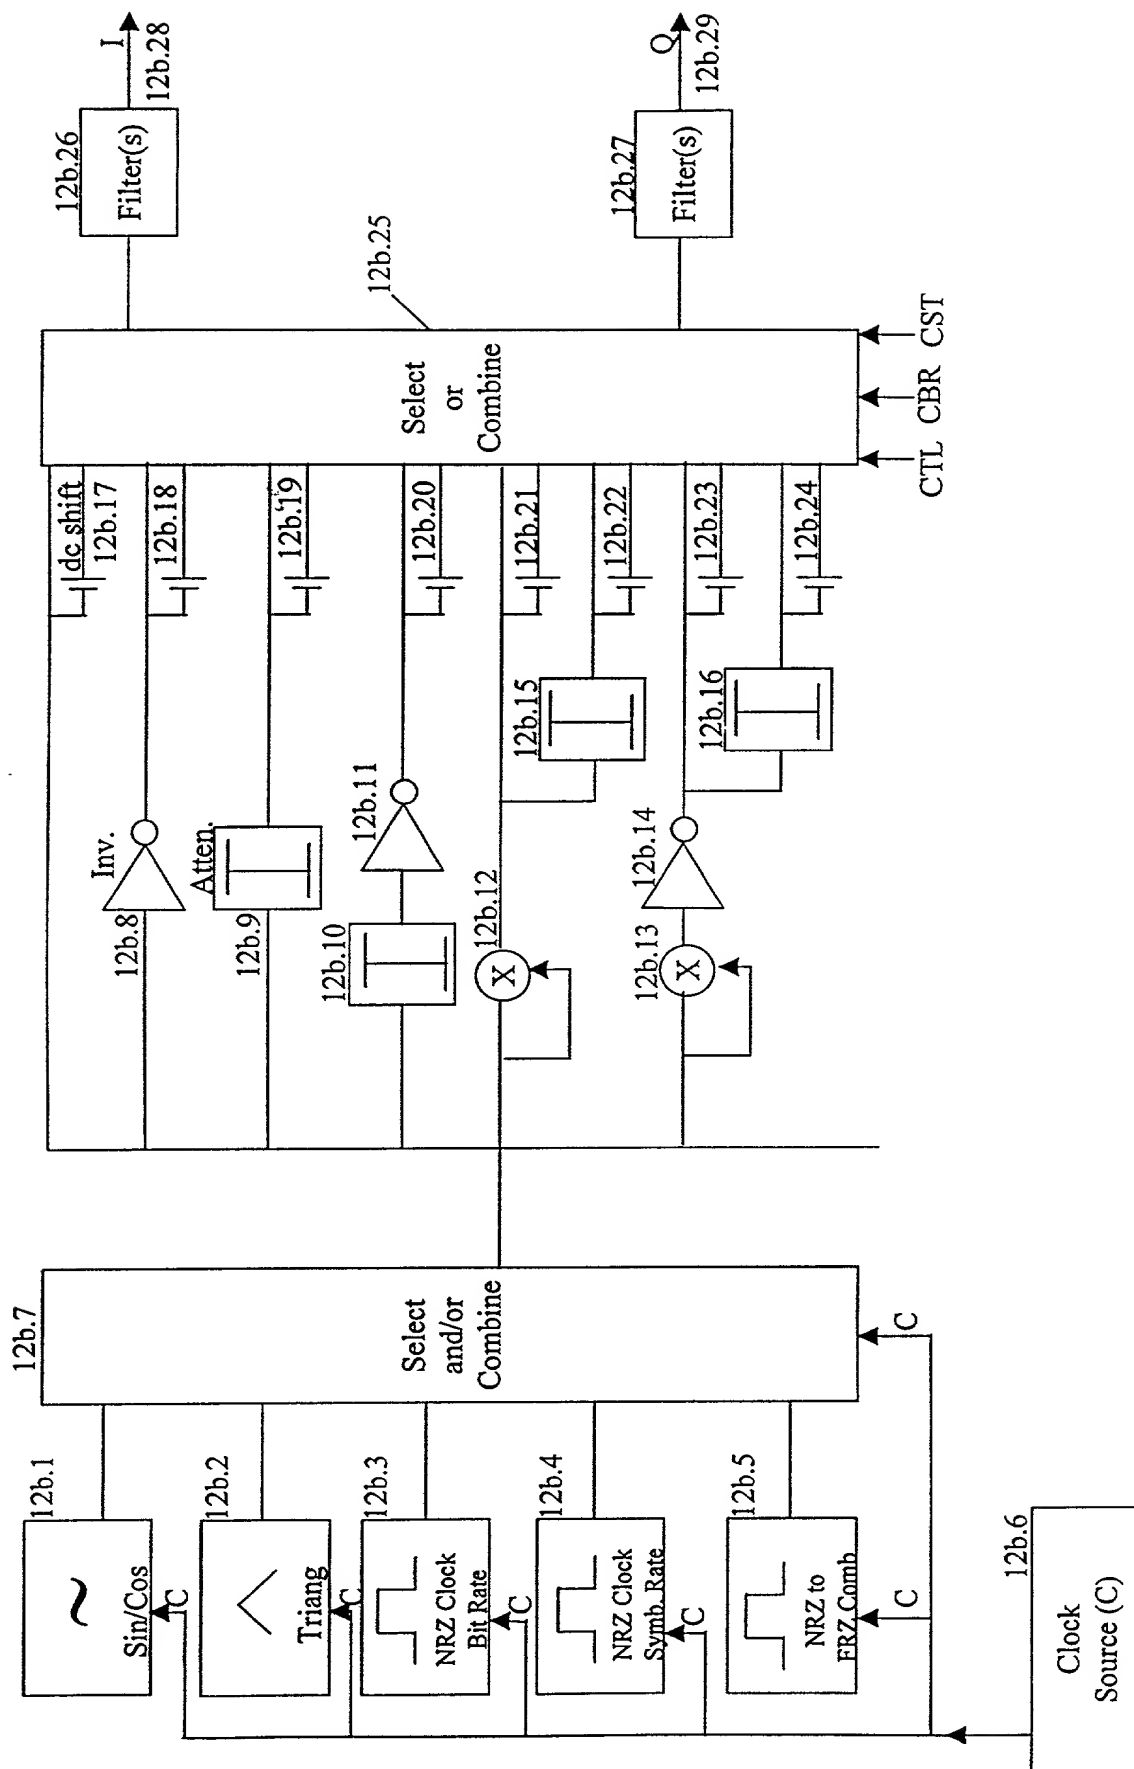 12b.1
Sin/Cos
C
12b.2
Triang
C
12b.3
NRZ Clock
Bit Rate
C
12b.4
NRZ Clock
Symb. Rate
C
12b.5
NRZ to
FRZ Comb
C
12b.6
Clock
Source (C)
12b.7
Select
and/or
Combine
C
Inv.
12b.8
Atten.
12b.9
12b.10
12b.11
12b.12
X
12b.13
X
12b.14
12b.15
12b.16
dc shift
12b.17
12b.18
12b.19
12b.20
12b.21
12b.22
12b.23
12b.24
Select
or
Combine
12b.25
CTL
CBR
CST
12b.26
Filter(s)
I
12b.28
12b.27
Filter(s)
Q
12b.29